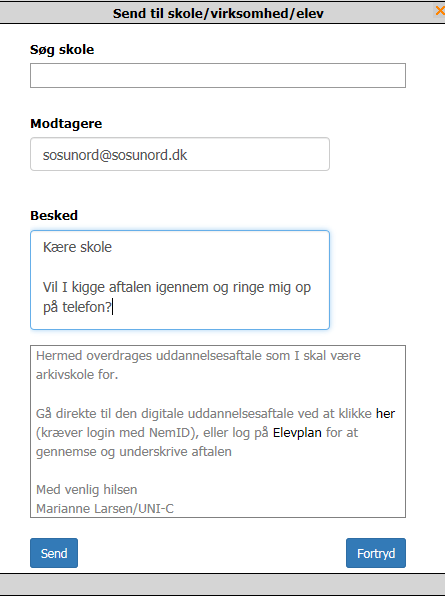 Send til skole/virksomhed/elev
Søg skole
Modtagere
sosunord@sosunord.dk
Besked
Kære skole
Vil I kigge aftalen igennem og ringe mig op
på telefon?
Hermed overdrages uddannelsesaftale som I skal være
arkivskole for.
Gå direkte til den digitale uddannelsesaftale ved at klikke her
(kræver login med NemID), eller log på Elevplan for at
gennemse og underskrive aftalen
Med venlig hilsen
Marianne Larsen/UNI-C
Send
Fortryd